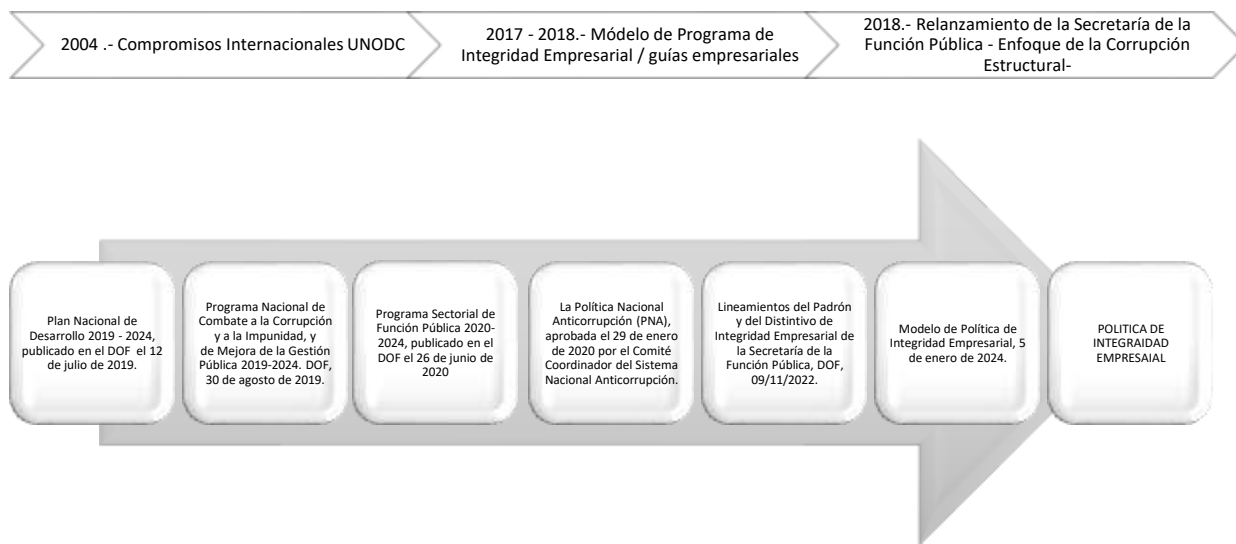 2004 .- Compromisos Internacionales UNODC
2017 - 2018.- Módelo de Programa de
Integridad Empresarial / guías empresariales
2018.- Relanzamiento de la Secretaría de la
Función Pública - Enfoque de la Corrupción
Estructural-
Plan Nacional de
Desarrollo 2019 - 2024,
publicado en el DOF el 12
de julio de 2019.
Programa Nacional de
Combate a la Corrupción
y a la Impunidad, y
de Mejora de la Gestión
Pública 2019-2024. DOF,
30 de agosto de 2019.
Programa Sectorial de
Función Pública 2020-
2024, publicado en el
DOF el 26 de junio de
2020
La Política Nacional
Anticorrupción (PNA),
aprobada el 29 de enero
de 2020 por el Comité
Coordinador del Sistema
Nacional Anticorrupción.
Lineamientos del Padrón
y del Distintivo de
Integridad Empresarial de
la Secretaría de la
Función Pública, DOF,
09/11/2022.
Modelo de Política de
Integridad Empresarial, 5
de enero de 2024.
POLITICA DE
INTEGRAIDAD
EMPRESAIAL